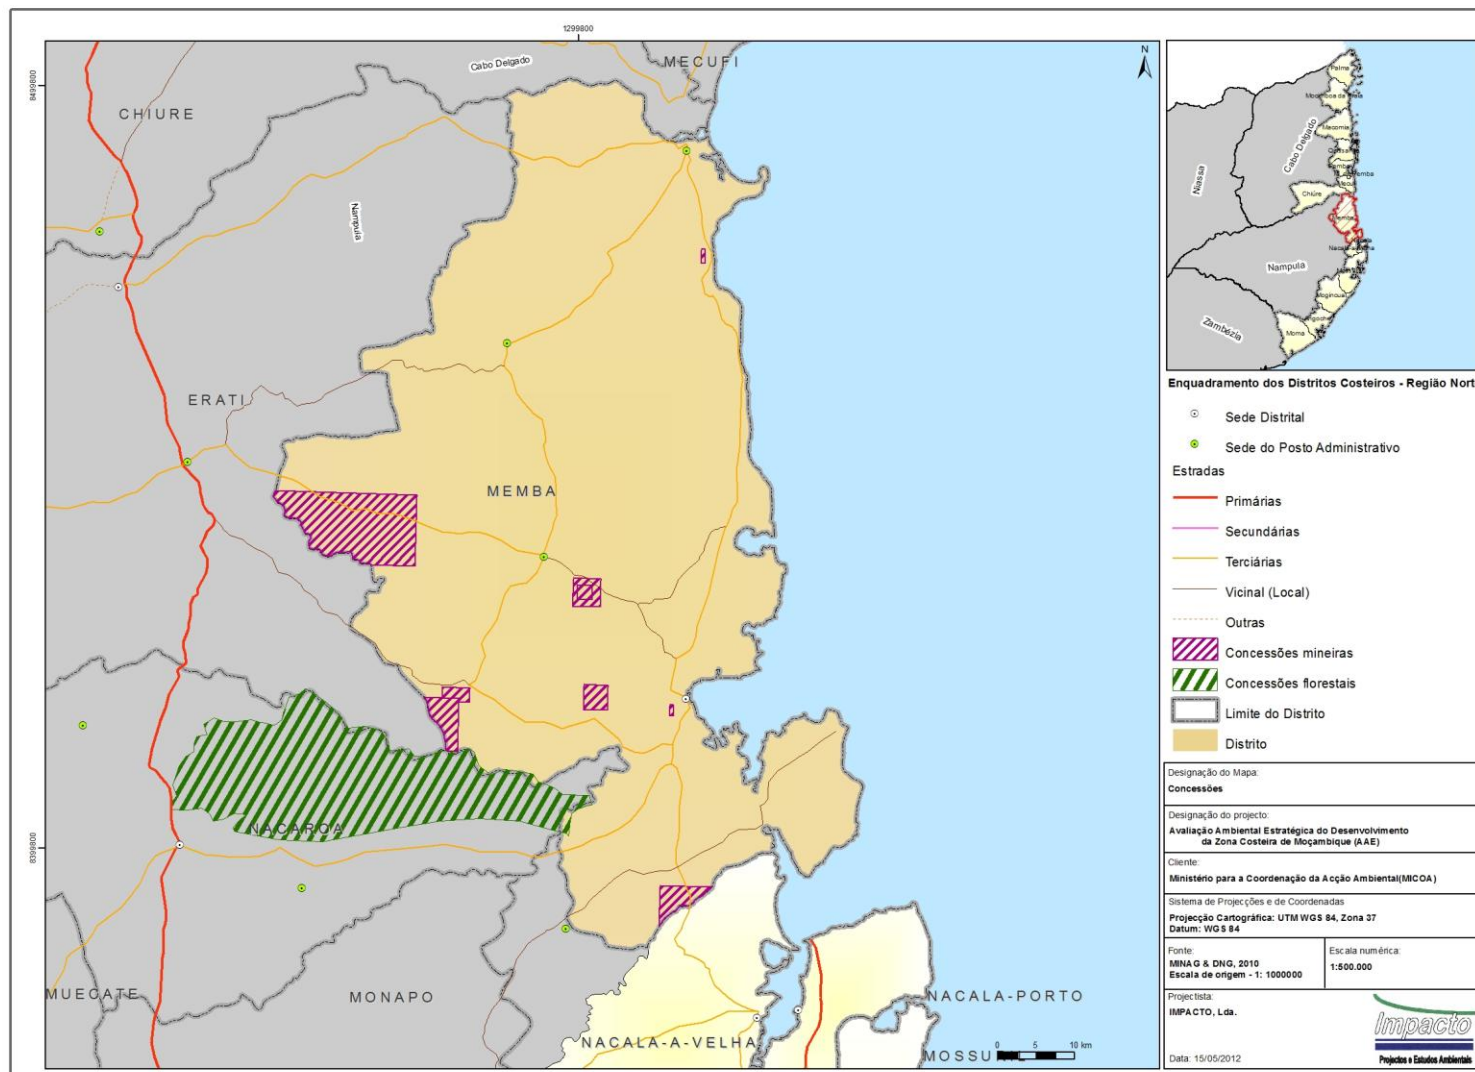 1299800
8499800
8399800
N
MECUFI
Cabo Delgado
CHIURE
Nampula
ERATI
MEMBA
NACAROA
MUECATE
MONAPO
NACALA-A-VELHA
NACALA-PORTO
0 5 10 km
Palma
Macomia
Cabo Delgado
Niassa
Chiúre
Nampula
Zambézia
Moma
Enquadramento dos Distritos Costeiros - Região Nort
Sede Distrital
Sede do Posto Administrativo
Estradas
Primárias
Secundárias
Terciárias
Vicinal (Local)
Outras
Concessões mineiras
Concessões florestais
Limite do Distrito
Distrito
Designação do Mapa:
Concessões
Designação do projecto:
Avaliação Ambiental Estratégica do Desenvolvimento
da Zona Costeira de Moçambique (AAE)
Cliente:
Ministério para a Coordenação da Acção Ambiental(MICOA)
Sistema de Projecções e de Coordenadas
Projecção Cartográfica: UTM WGS 84, Zona 37
Datum: WGS 84
Fonte:
MINAG & DNG, 2010
Escala de origem - 1: 1000000
Escala numérica:
1:500.000
Projectista:
IMPACTO, Lda.
Data: 15/05/2012
Impacto
Projectos e Estudos Ambientais